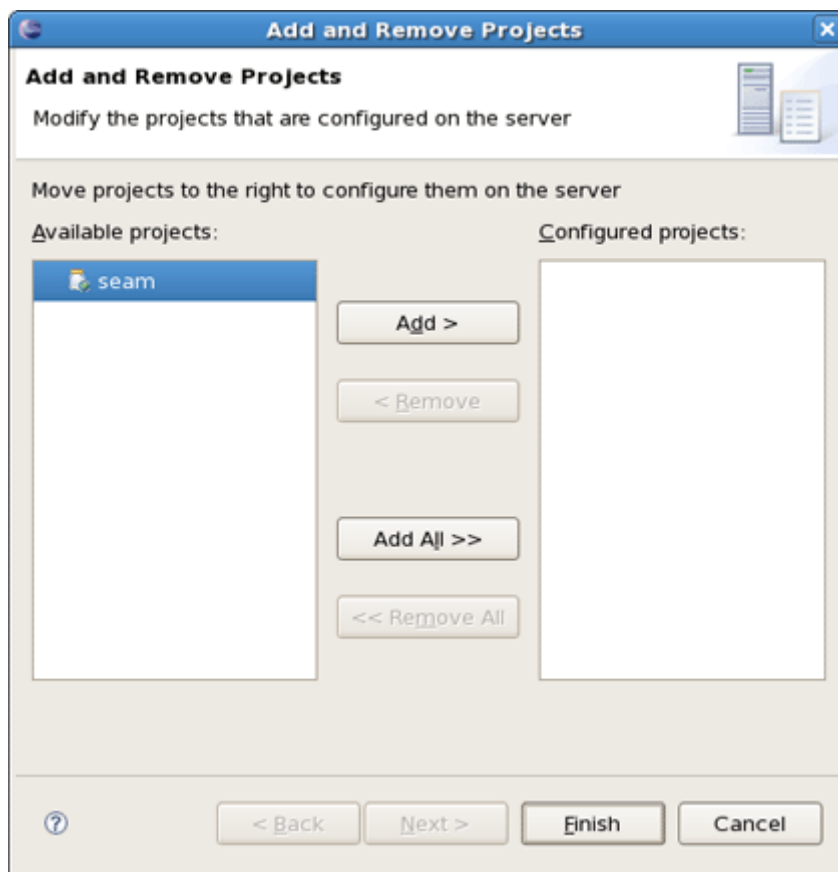 Add and Remove Projects
Add and Remove Projects
Modify the projects that are configured on the server
Move projects to the right to configure them on the server
Available projects:
Configured projects:
seam
Add >
< Remove
Add All >>
<< Remove All
< Back
Next >
Finish
Cancel